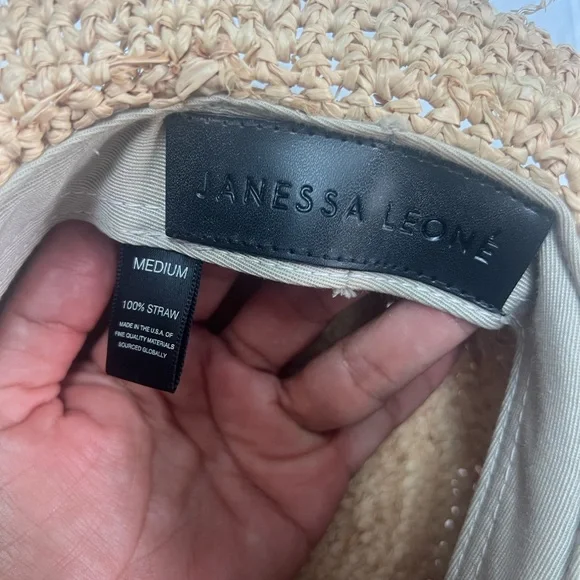 JANESSA LEONE
MEDIUM
100% STRAW
MADE IN THE U.S.A. OF
FINE QUALITY MATERIALS
SOURCED GLOBALLY